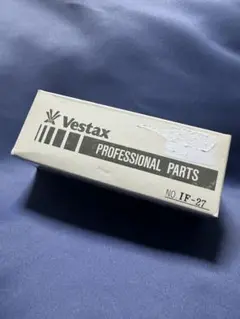 Vestax
PROFESSIONAL PARTS
NO. IF-27